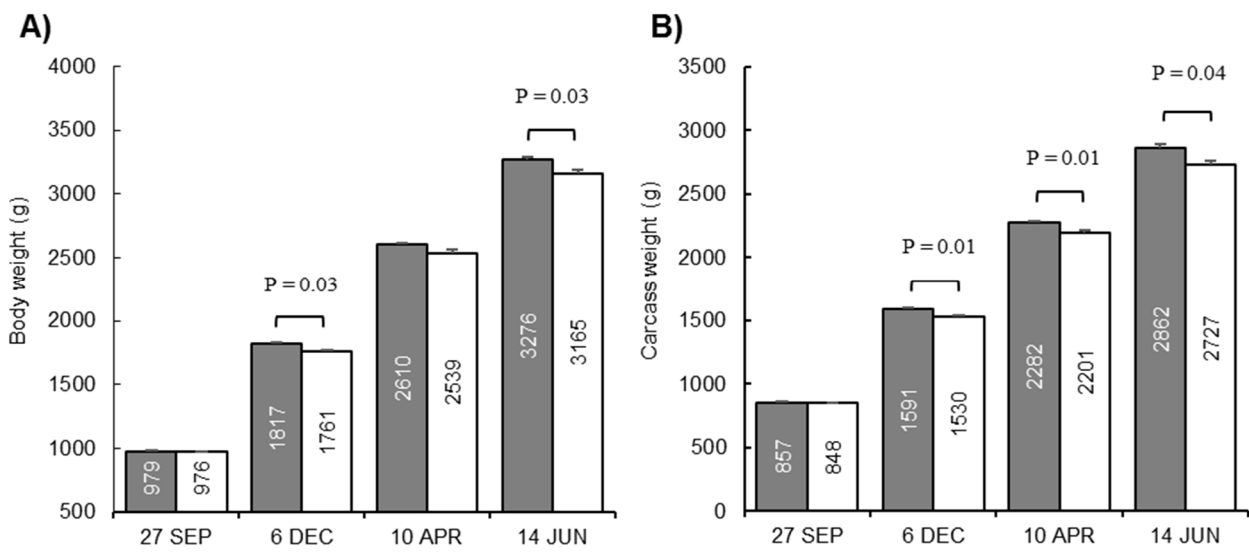 A)
Body weight (g)
4000
3500
3000
2500
2000
1500
1000
500
P = 0.03
P = 0.03
979
976
1817
1761
2610
2539
3276
3165
27 SEP
6 DEC
10 APR
14 JUN
B)
Carcass weight (g)
3500
3000
2500
2000
1500
1000
500
0
P = 0.01
P = 0.01
P = 0.04
857
848
1591
1530
2282
2201
2862
2727
27 SEP
6 DEC
10 APR
14 JUN